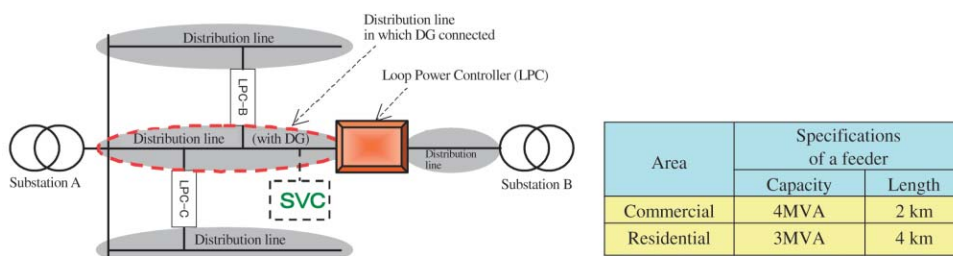 Distribution line
in which DG connected
Distribution line
Loop Power Controller (LPC)
LPC-B
Distribution line (with DG)
Distribution
line
Substation A
Substation B
LPC-C
SVC
Distribution line
Area
Specifications
of a feeder
Capacity Length
Commercial 4MVA 2 km
Residential 3MVA 4 km